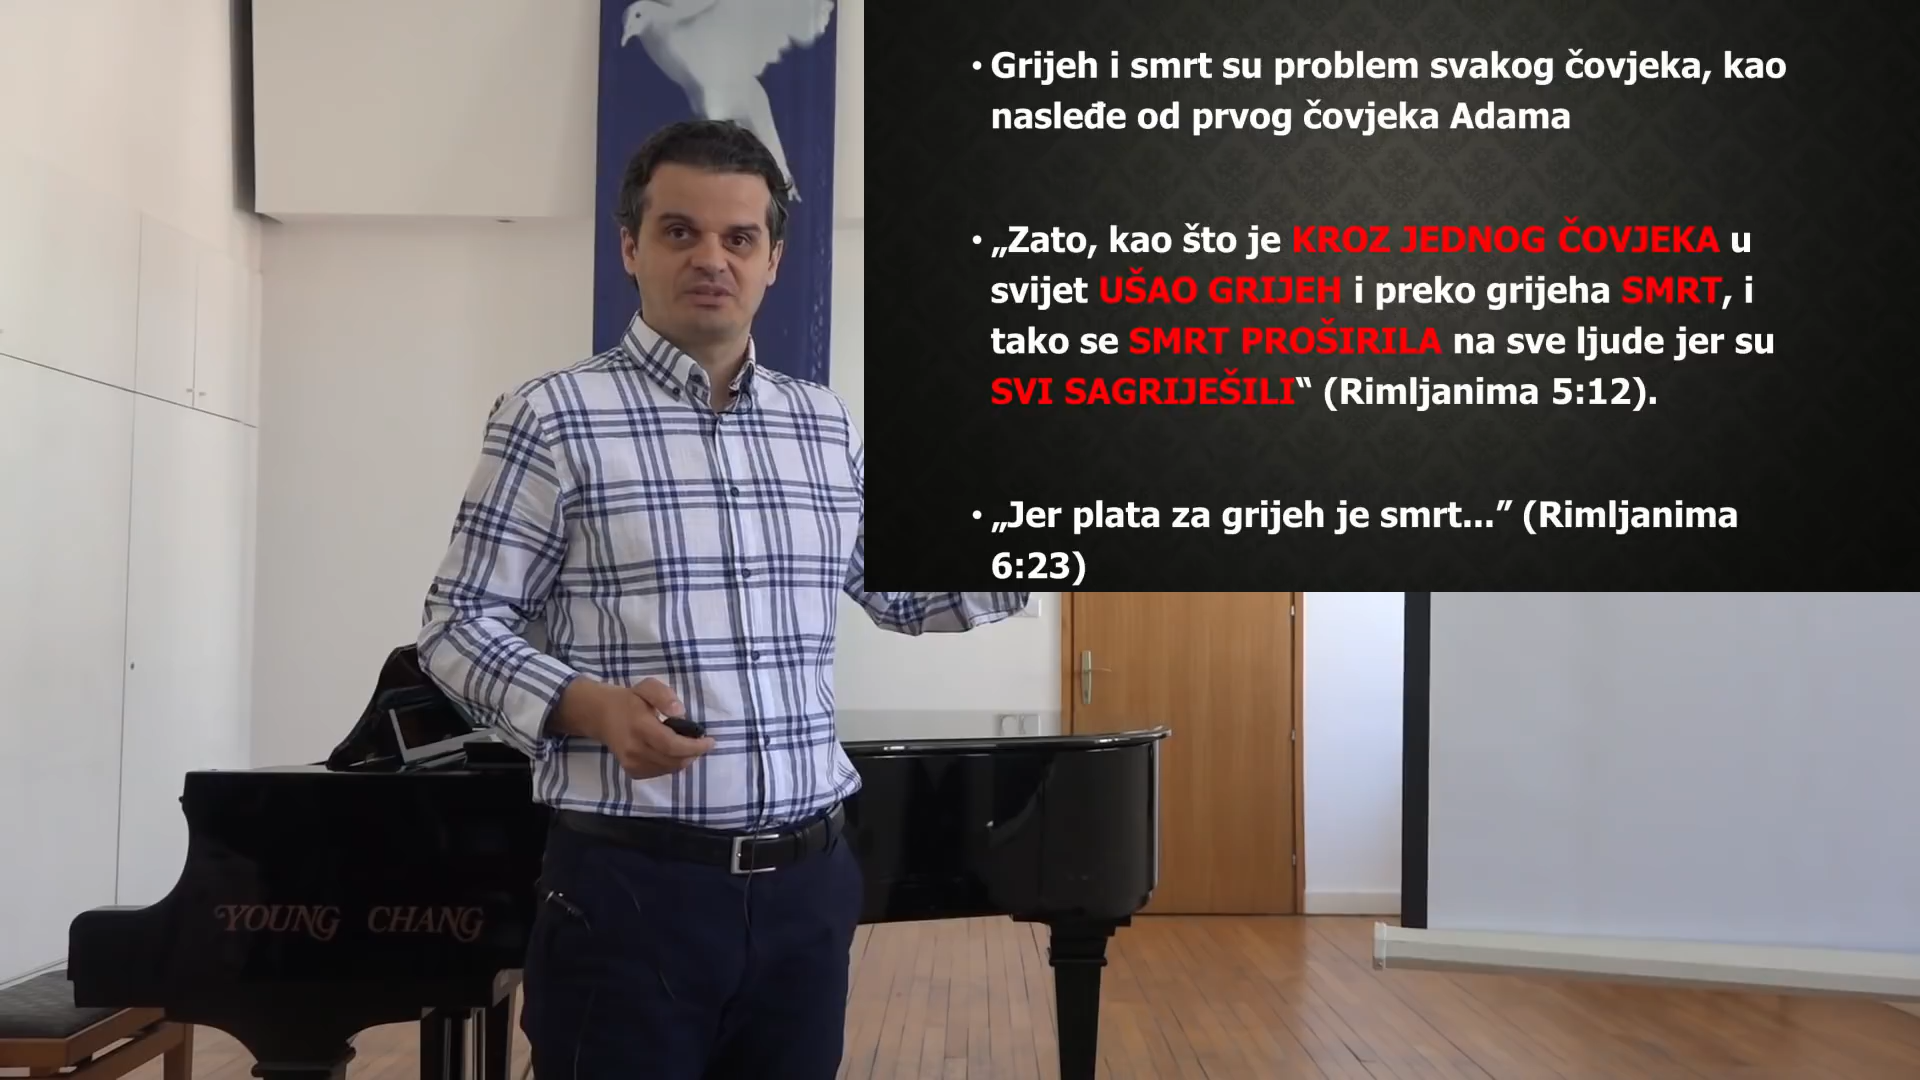 • Grijeh i smrt su problem svakog čovjeka, kao
nasleđe od prvog čovjeka Adama
• „Zato, kao što je KROZ JEDNOG ČOVJEKA u
svijet UŠAO GRIJEH i preko grijeha SMRT, i
tako se SMRT PROŠIRILA na sve ljude jer su
SVI SAGRIJEŠILI‟ (Rimljanima 5:12).
• „Jer plata za grijeh je smrt...” (Rimljanima
6:23)
YOUNG CHANG